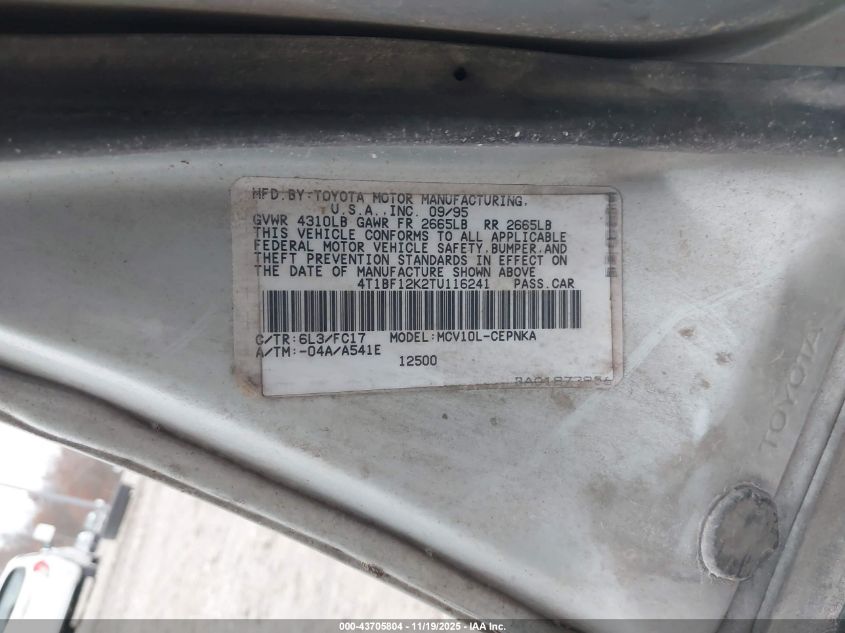 MFD.BY-TOYOTA MOTOR MANUFACTURING,
U.S.A.,INC. 09/95
GVWR 4310LB GAWR FR 2665LB RR 2665LB
THIS VEHICLE CONFORMS TO ALL APPLICABLE
FEDERAL MOTOR VEHICLE SAFETY,BUMPER,AND
THEFT PREVENTION STANDARDS IN EFFECT ON
THE DATE OF MANUFACTURE SHOWN ABOVE
4T1BF12K2TU116241 PASS.CAR
C/TR:6L3/FC17 MODEL:MCV10L-CEPNKA
A/TM:-04A/A541E
12500
TOYOTA
000-43705804 - 11/19/2025 - IAA Inc.